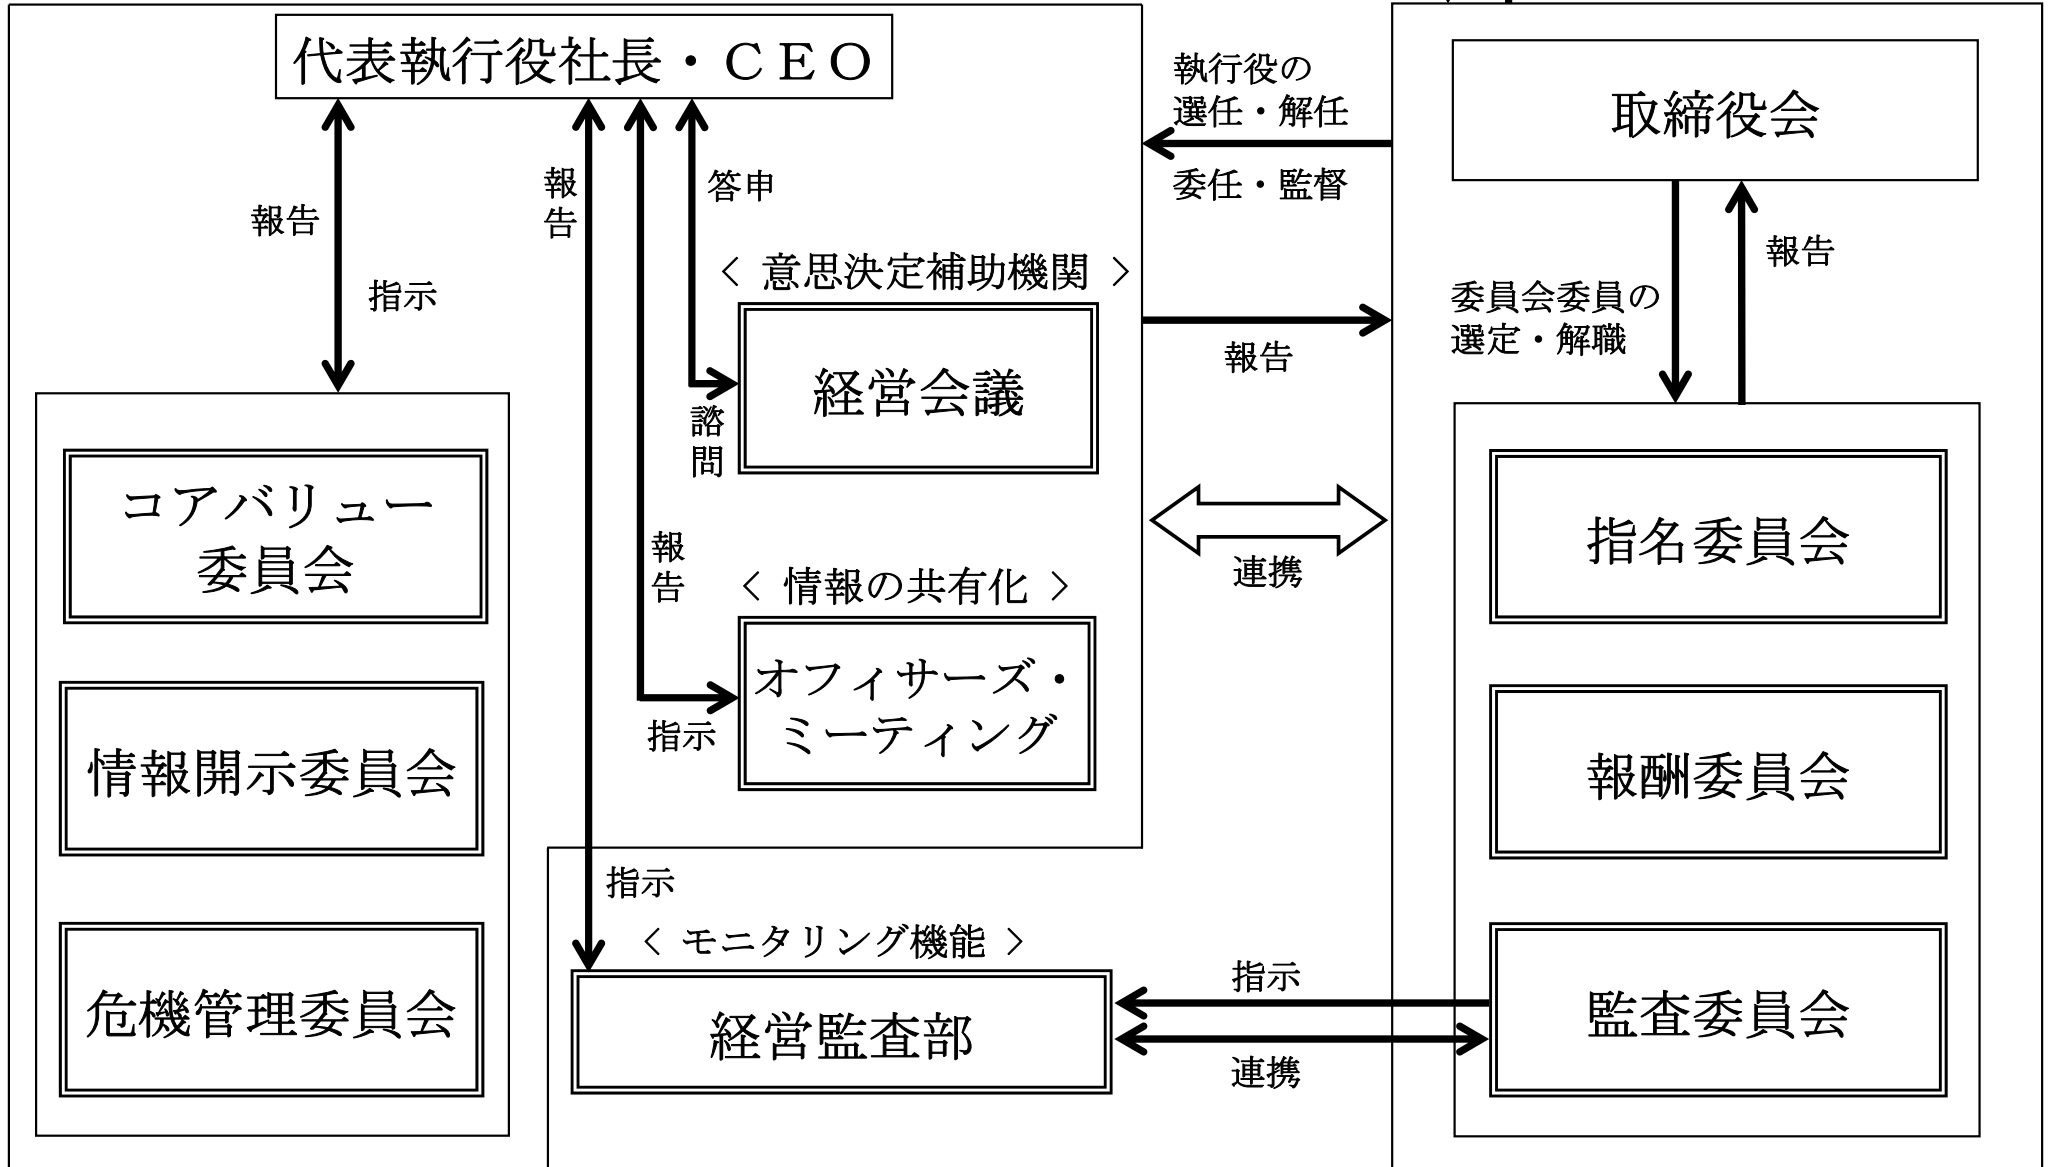 代表執行役社長・ＣＥＯ
執行役の
選任・解任
委任・監督
取締役会
報告
指示
報
告
答申
〈 意思決定補助機関 〉
経営会議
諮
問
報告
委員会委員の
選定・解職
報告
コアバリュー
委員会
情報開示委員会
危機管理委員会
報
告
〈 情報の共有化 〉
オフィサーズ・
ミーティング
指示
連携
指名委員会
報酬委員会
監査委員会
指示
〈 モニタリング機能 〉
経営監査部
指示
連携